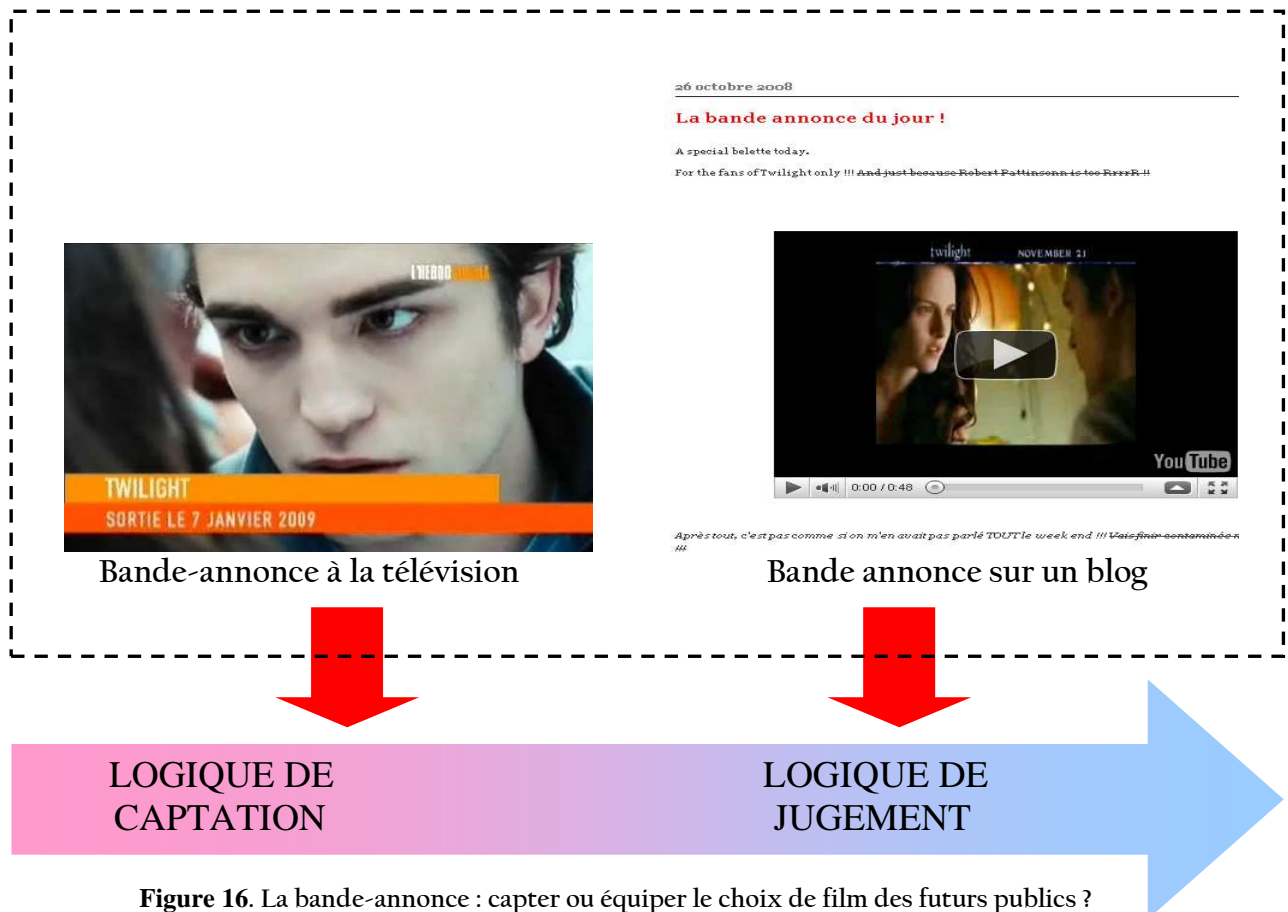 26 octobre 2008
La bande annonce du jour !
A special belette today.
For the fans of Twilight only !!! And just because Robert Pattinsonn is too RrrrR !!
L'HEBDO CINEMA
TWILIGHT
SORTIE LE 7 JANVIER 2009
twilight NOVEMBER 21
YouTube
0:00 / 0:48
Après tout, c'est pas comme si on m'en avait pas parlé TOUT le week end !!! Vais finir contaminée
!!!
Bande-annonce à la télévision
Bande annonce sur un blog
LOGIQUE DE
CAPTATION
LOGIQUE DE
JUGEMENT
Figure 16. La bande-annonce : capter ou équiper le choix de film des futurs publics ?